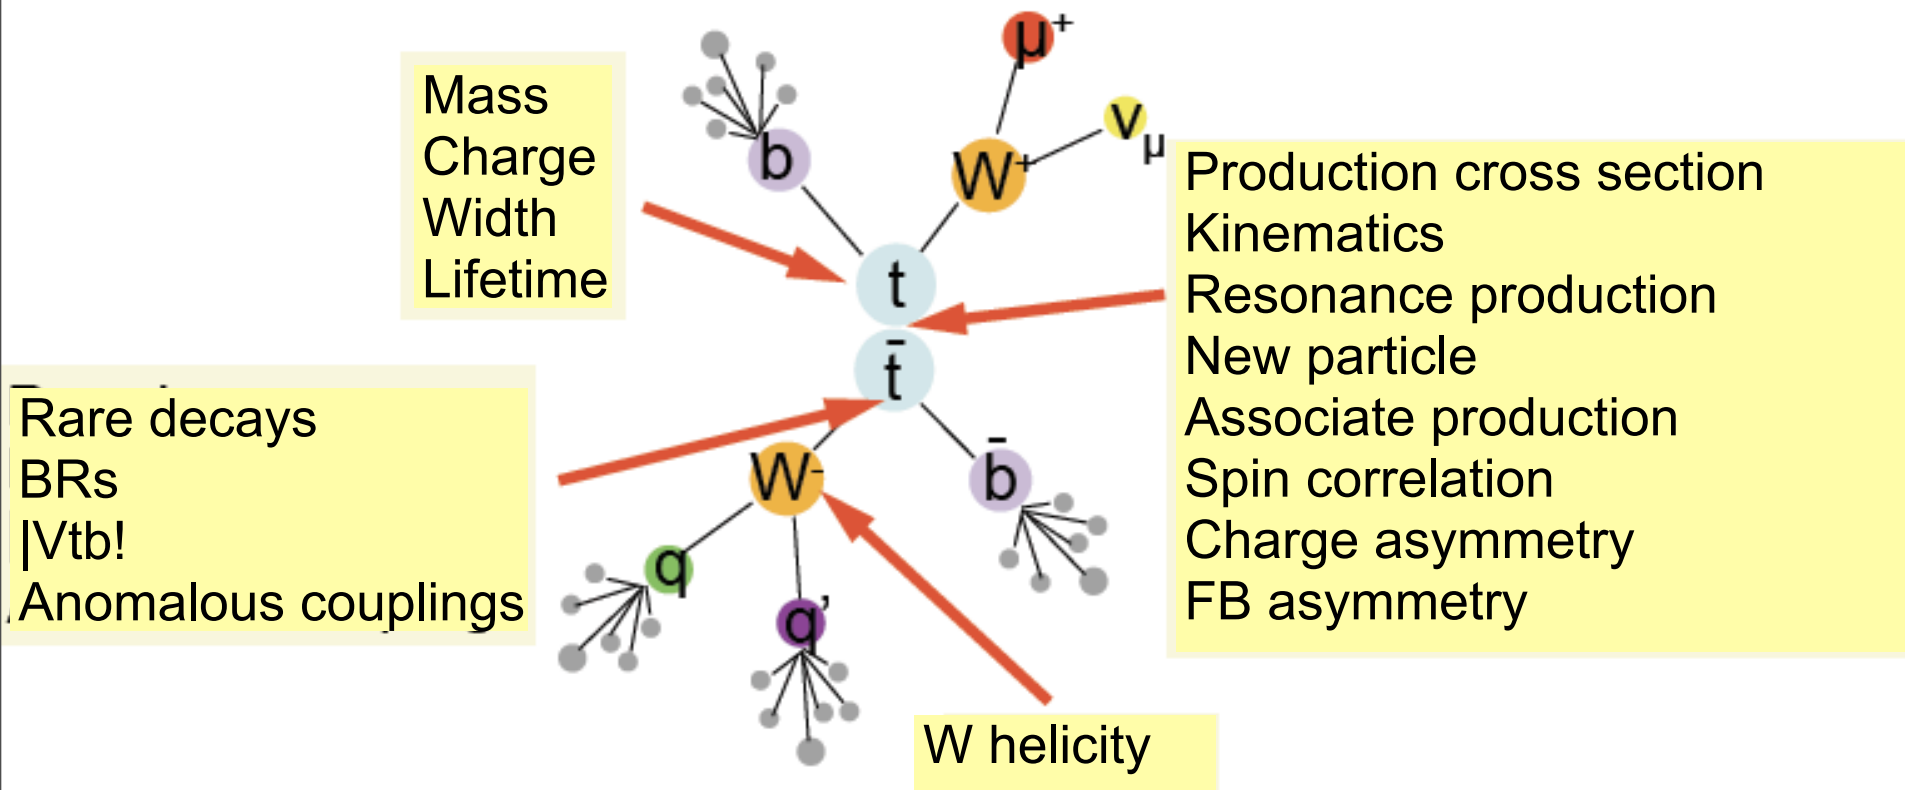 μ+
Mass
Charge
Width
Lifetime
b
W+
νμ
t
Production cross section
Kinematics
Resonance production
New particle
Associate production
Spin correlation
Charge asymmetry
FB asymmetry
t̄
Rare decays
BRs
|Vtb!
Anomalous couplings
W-
b̄
q
q’
W helicity